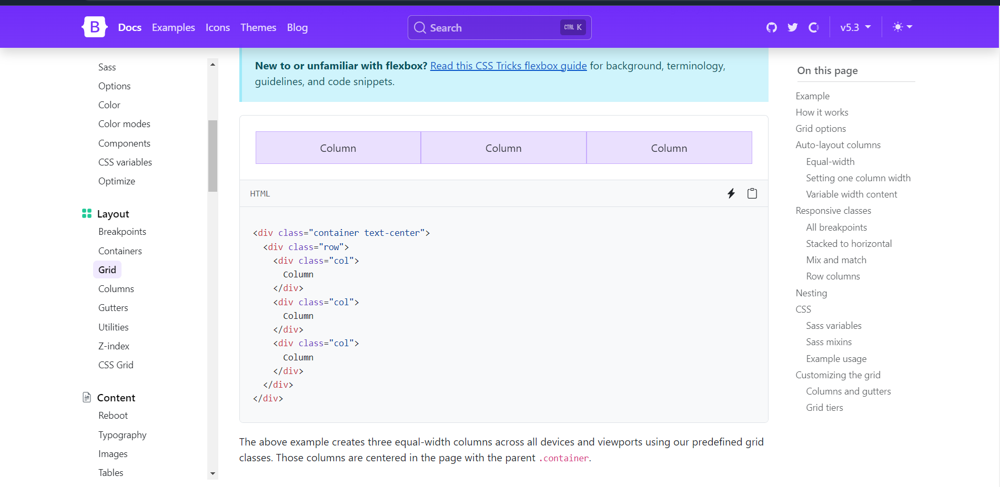 B Docs Examples Icons Themes Blog Search CTRL K v5.3
Sass
Options
Color
Color modes
Components
CSS variables
Optimize
Layout
Breakpoints
Containers
Grid
Columns
Gutters
Utilities
Z-index
CSS Grid
Content
Reboot
Typography
Images
Tables
New to or unfamiliar with flexbox? Read this CSS Tricks flexbox guide for background, terminology,
guidelines, and code snippets.
Column Column Column
HTML
<div class="container text-center">
  <div class="row">
    <div class="col">
      Column
    </div>
    <div class="col">
      Column
    </div>
    <div class="col">
      Column
    </div>
  </div>
</div>
The above example creates three equal-width columns across all devices and viewports using our predefined grid
classes. Those columns are centered in the page with the parent .container.
On this page
Example
How it works
Grid options
Auto-layout columns
Equal-width
Setting one column width
Variable width content
Responsive classes
All breakpoints
Stacked to horizontal
Mix and match
Row columns
Nesting
CSS
Sass variables
Sass mixins
Example usage
Customizing the grid
Columns and gutters
Grid tiers